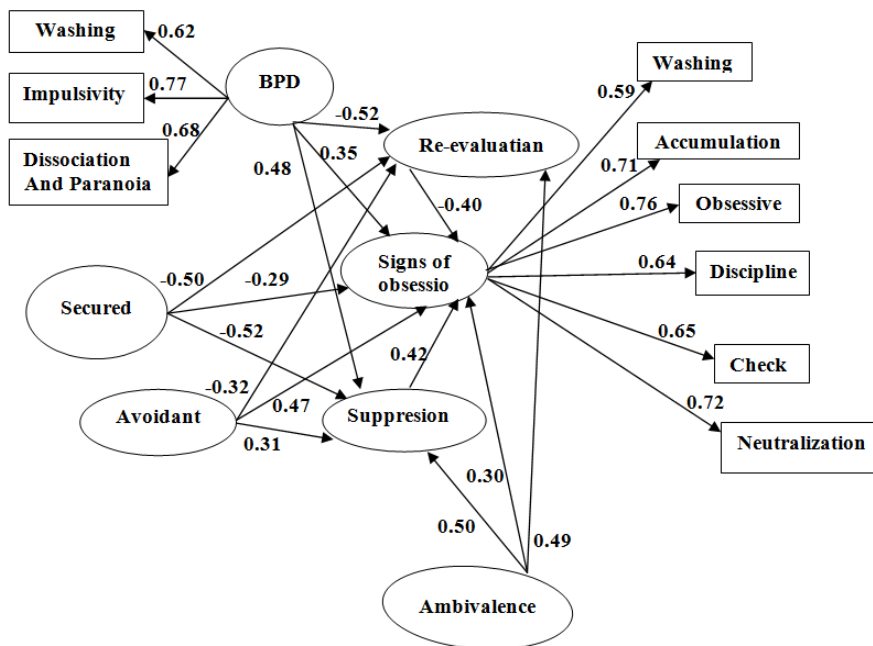 Washing
0.62
Impulsivity
0.77
0.68
Dissociation
And Paranoia
BPD
-0.52
0.35
0.48
Re-evaluatian
-0.40
Signs of
obsessio
Secured
-0.50
-0.29
-0.52
Avoidant
-0.32
0.47
0.31
Suppresion
0.42
0.30
0.50
0.49
Ambivalence
Washing
0.59
Accumulation
0.71
Obsessive
0.76
Discipline
0.64
Check
0.65
Neutralization
0.72